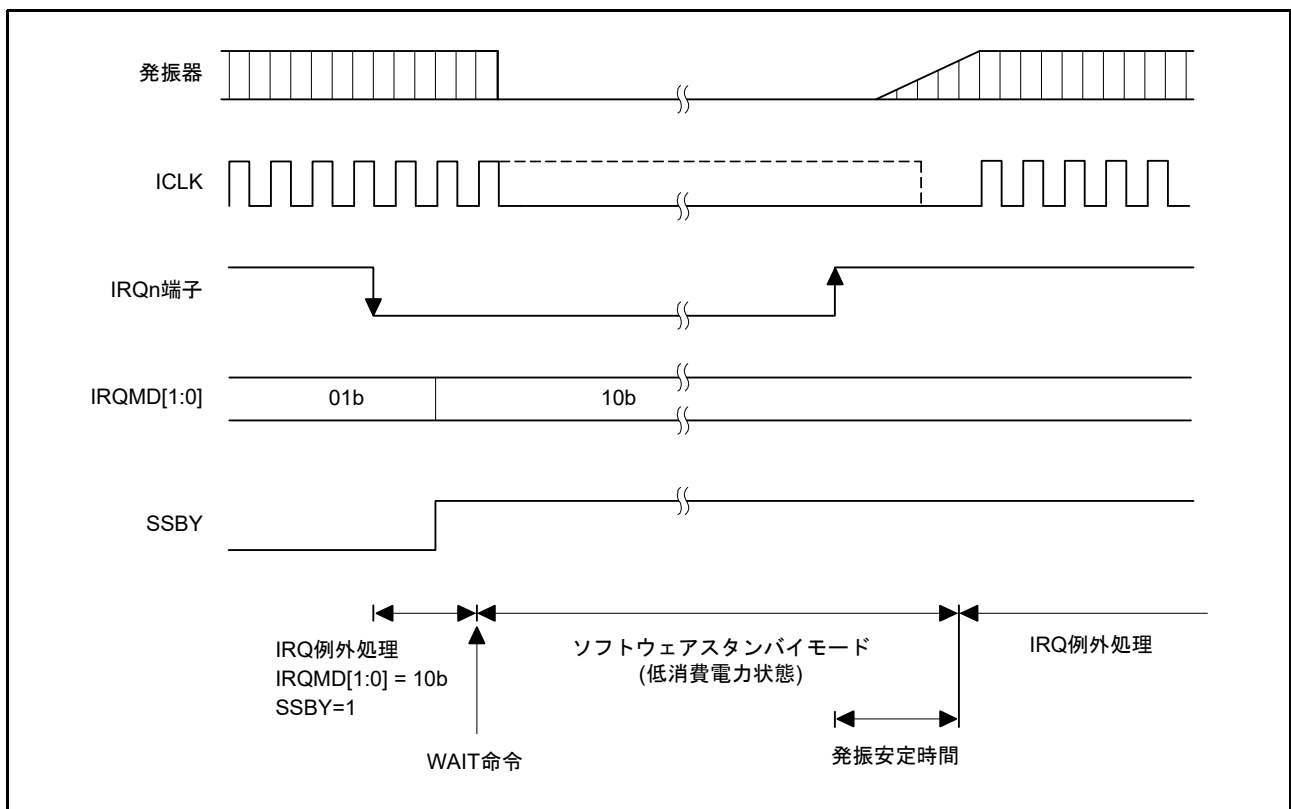 発振器
ICLK
IRQn端子
IRQMD[1:0]
01b
10b
SSBY
IRQ例外処理
IRQMD[1:0] = 10b
SSBY=1
WAIT命令
ソフトウェアスタンバイモード
(低消費電力状態)
発振安定時間
IRQ例外処理